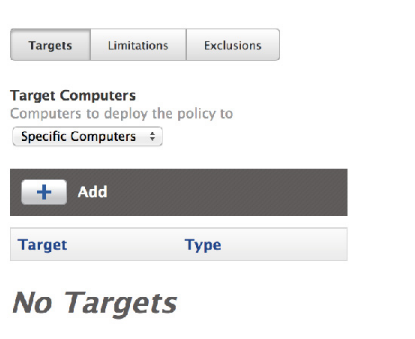 Targets Limitations Exclusions
Target Computers
Computers to deploy the policy to
Specific Computers
+ Add
Target Type
No Targets